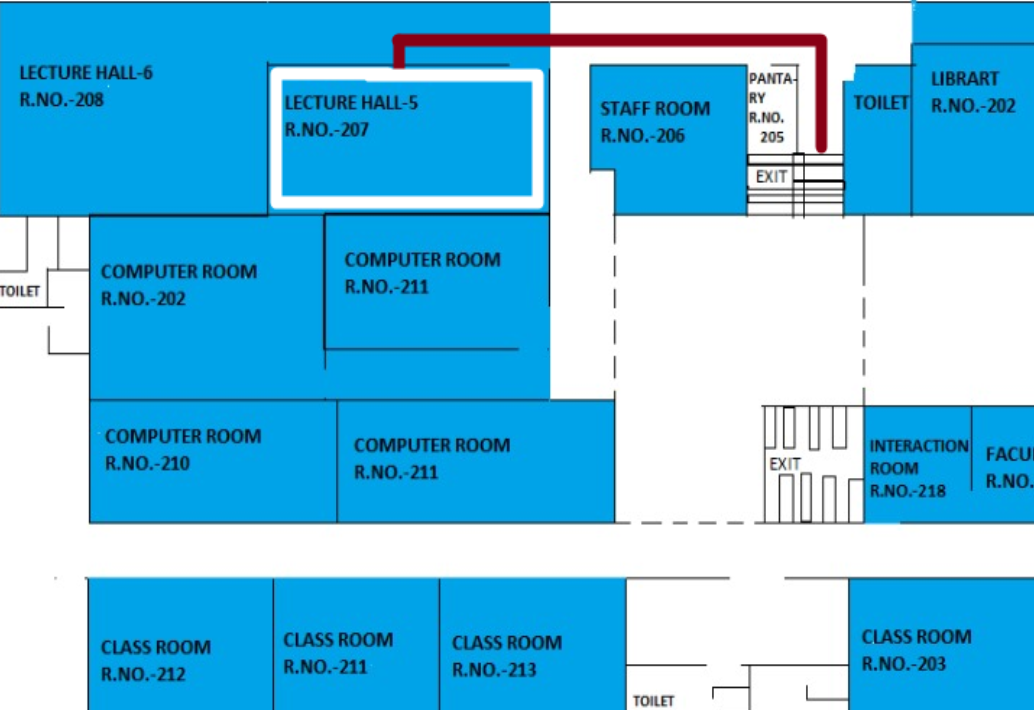 LECTURE HALL-6
R.NO.-208
LECTURE HALL-5
R.NO.-207
STAFF ROOM
R.NO.-206
PANTA-
RY
R.NO.
205
EXIT
TOILET
LIBRART
R.NO.-202
TOILET
COMPUTER ROOM
R.NO.-202
COMPUTER ROOM
R.NO.-211
COMPUTER ROOM
R.NO.-210
COMPUTER ROOM
R.NO.-211
EXIT
INTERACTION
ROOM
R.NO.-218
FACU
R.NO.
CLASS ROOM
R.NO.-212
CLASS ROOM
R.NO.-211
CLASS ROOM
R.NO.-213
TOILET
CLASS ROOM
R.NO.-203